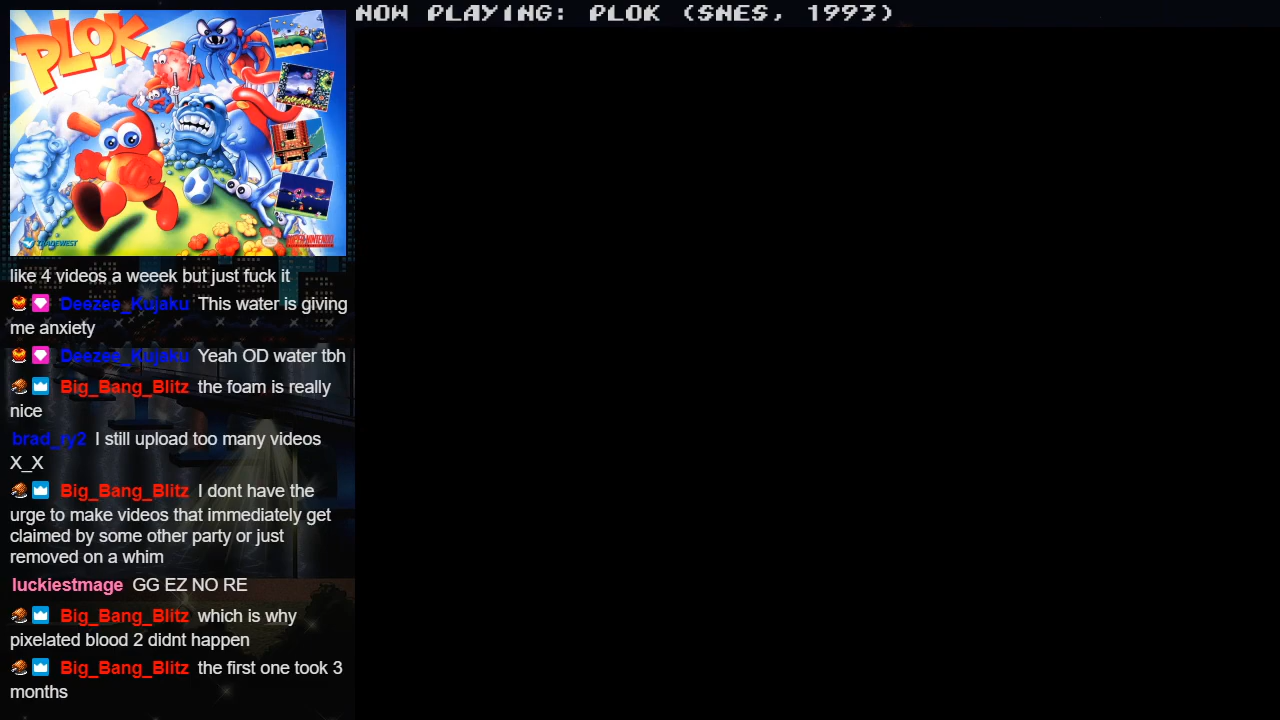 NOW PLAYING: PLOK (SNES, 1993)
PLOK
TRADEWEST
SUPER NINTENDO
like 4 videos a weeek but just fuck it
Deezee_Kujaku This water is giving
me anxiety
Deezee_Kujaku Yeah OD water tbh
Big_Bang_Blitz the foam is really
nice
brad_ry2 I still upload too many videos
X_X
Big_Bang_Blitz I dont have the
urge to make videos that immediately get
claimed by some other party or just
removed on a whim
luckiestmage GG EZ NO RE
Big_Bang_Blitz which is why
pixelated blood 2 didnt happen
Big_Bang_Blitz the first one took 3
months